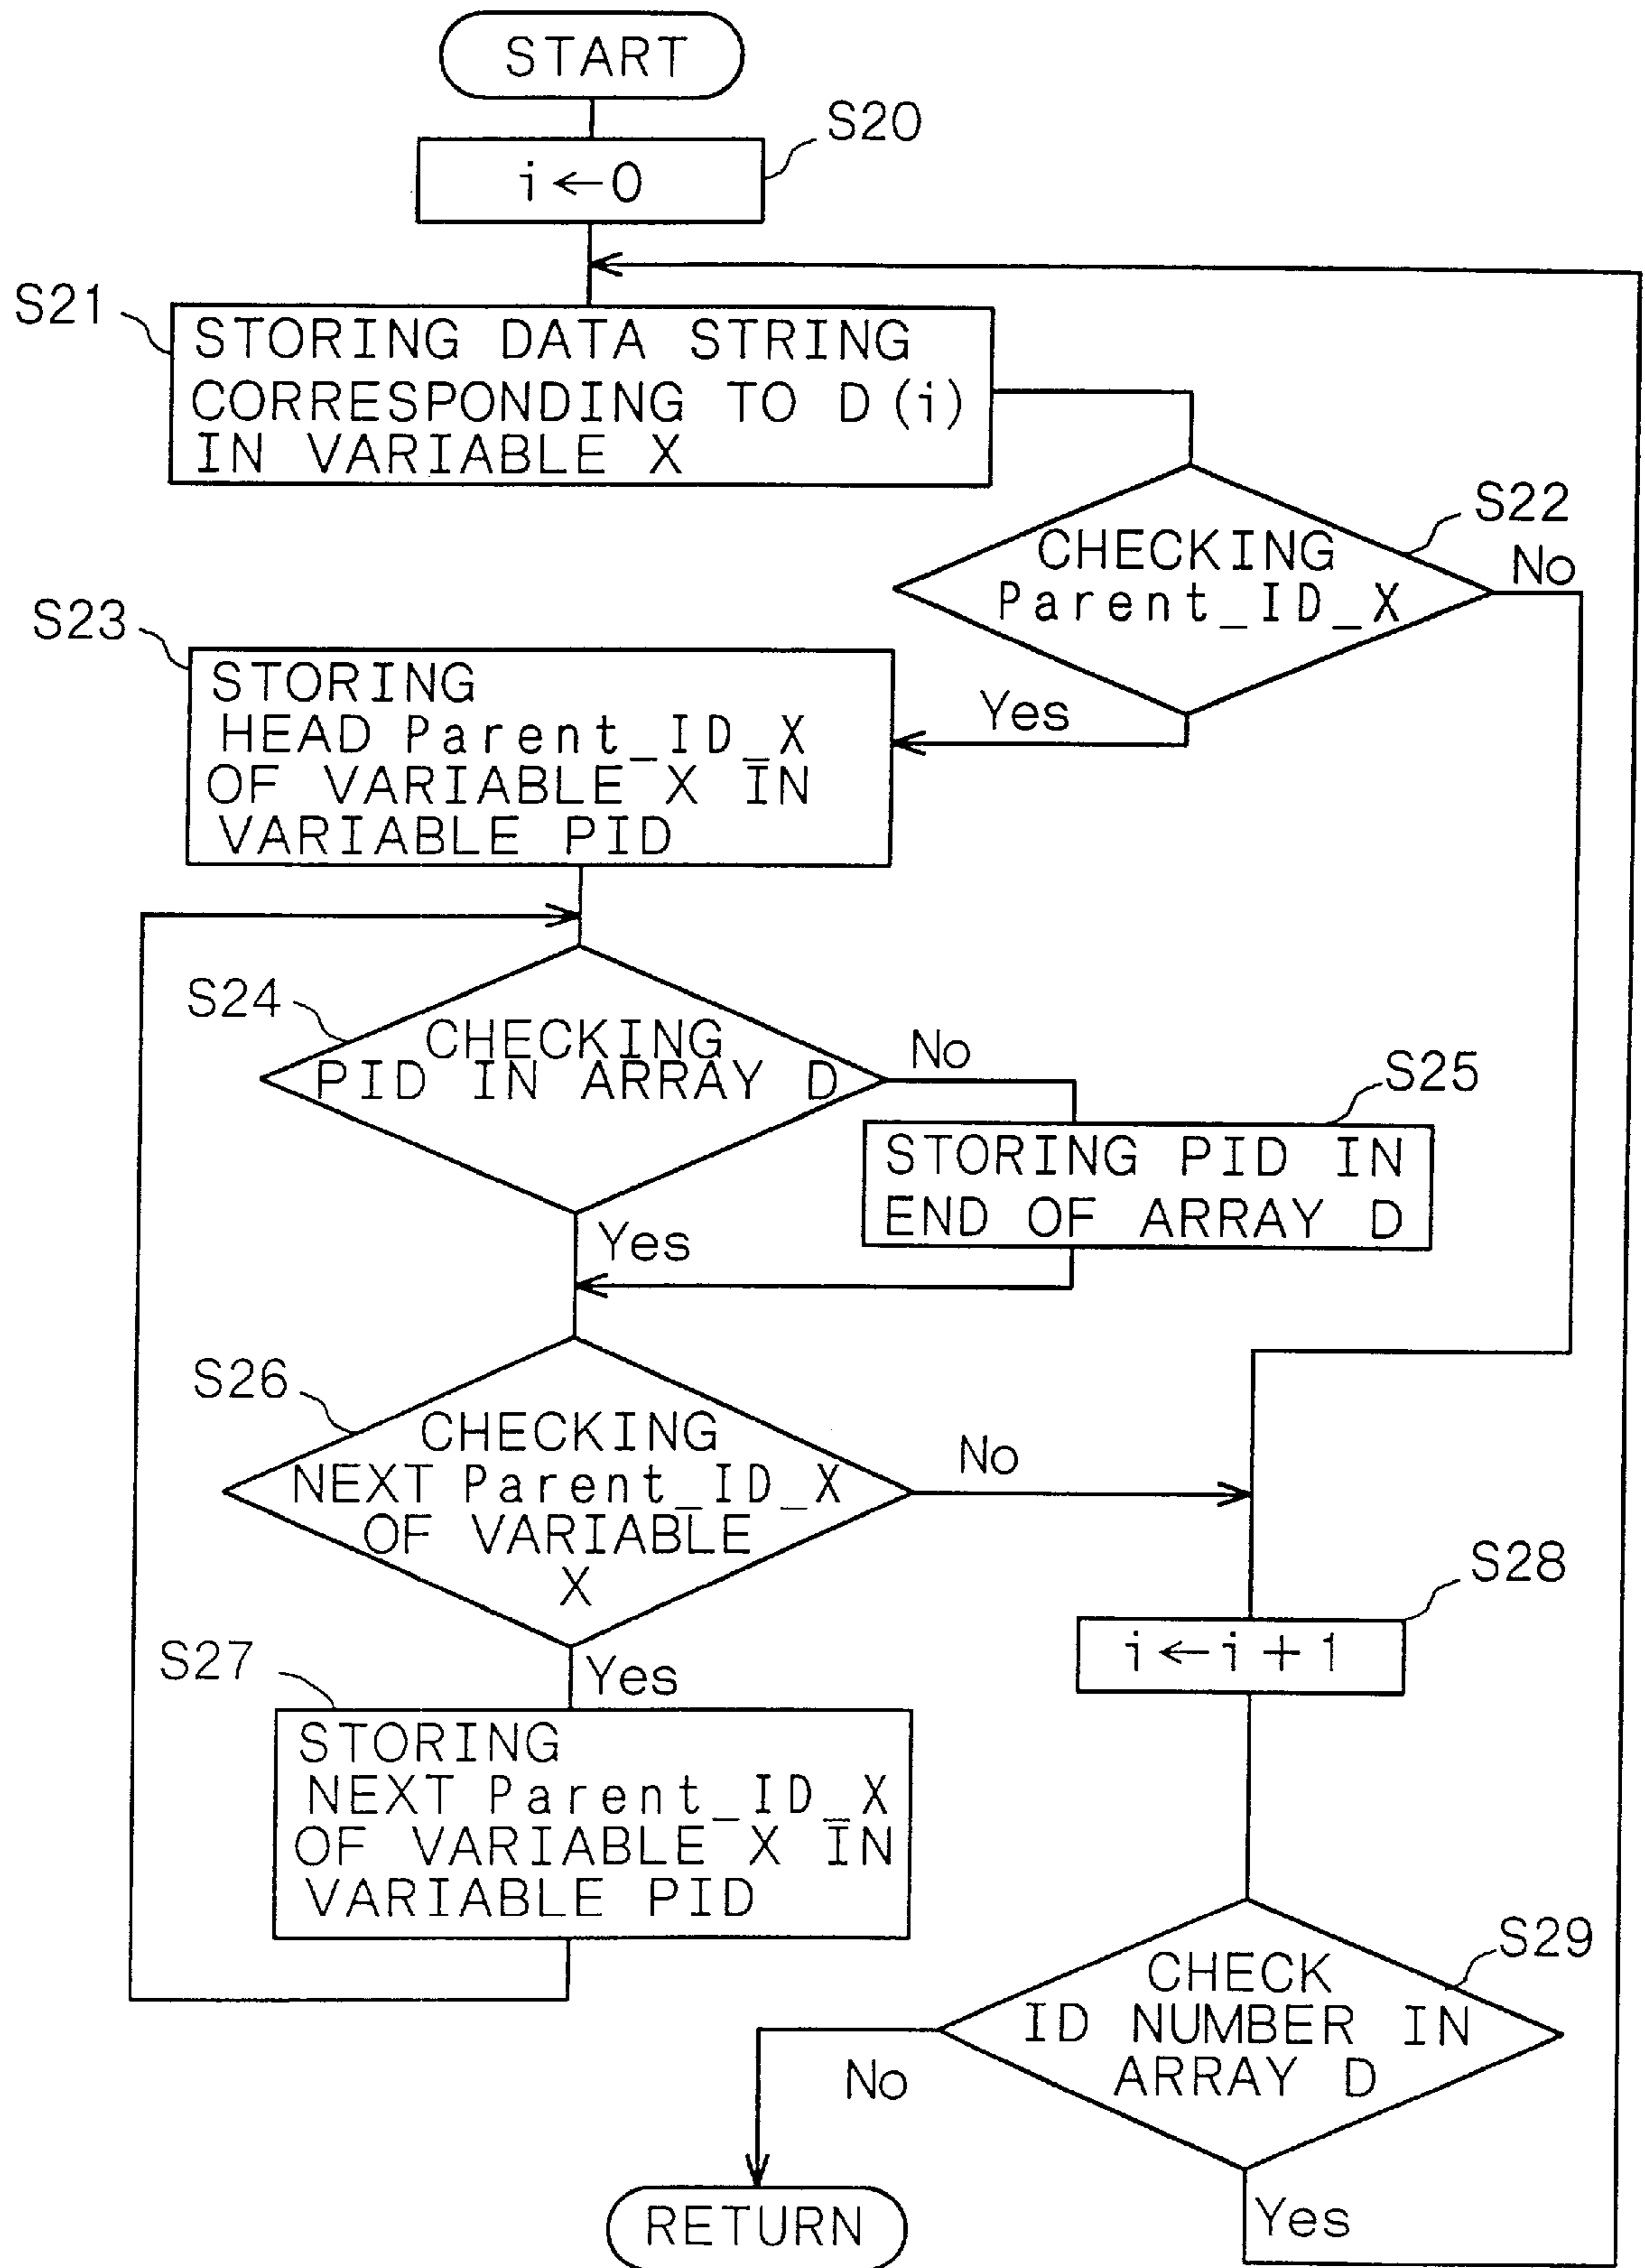 START
S20
i←0
S21
STORING DATA STRING
CORRESPONDING TO D(i)
IN VARIABLE X
S22
CHECKING
Parent_ID_X
No
Yes
S23
STORING
HEAD Parent_ID_X
OF VARIABLE X IN
VARIABLE PID
S24
CHECKING
PID IN ARRAY D
No
Yes
S25
STORING PID IN
END OF ARRAY D
S26
CHECKING
NEXT Parent_ID_X
OF VARIABLE
X
No
Yes
S27
STORING
NEXT Parent_ID_X
OF VARIABLE X IN
VARIABLE PID
S28
i←i+1
S29
CHECK
ID NUMBER IN
ARRAY D
No
Yes
RETURN